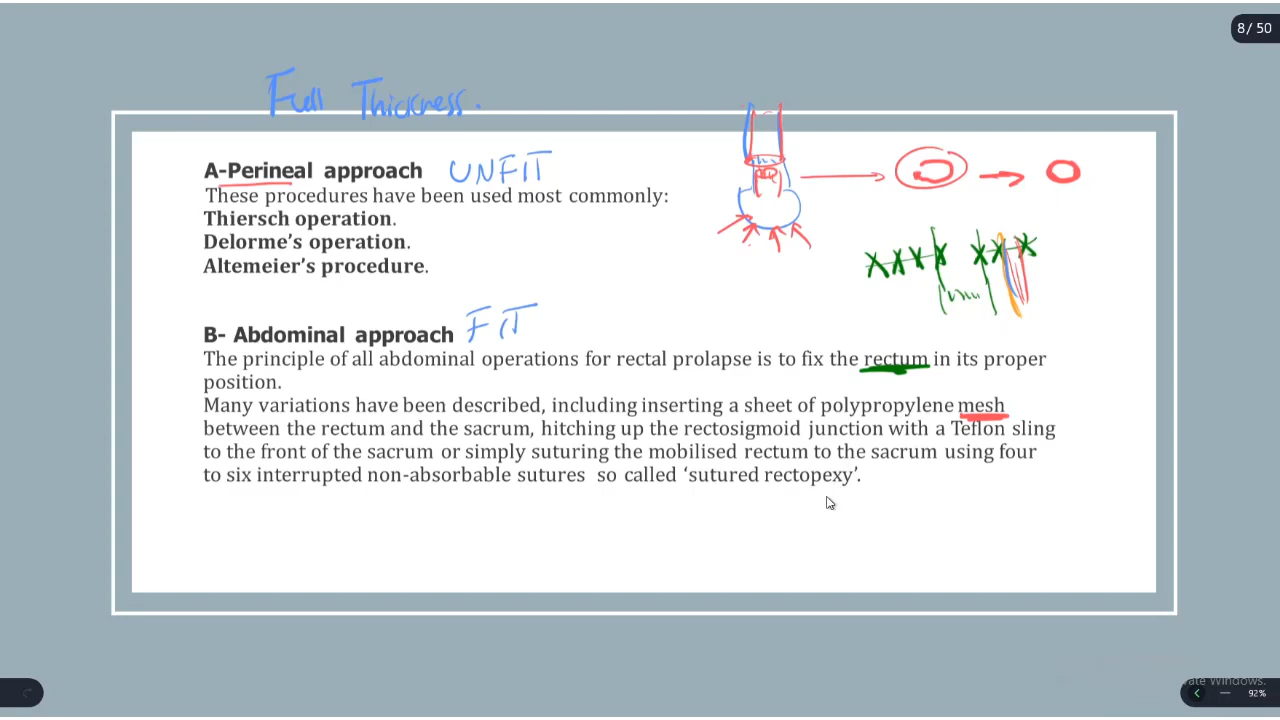 8/ 50
Full Thickness.
A-Perineal approach UNFIT
These procedures have been used most commonly:
Thiersch operation.
Delorme’s operation.
Altemeier’s procedure.
B- Abdominal approach FIT
The principle of all abdominal operations for rectal prolapse is to fix the rectum in its proper
position.
Many variations have been described, including inserting a sheet of polypropylene mesh
between the rectum and the sacrum, hitching up the rectosigmoid junction with a Teflon sling
to the front of the sacrum or simply suturing the mobilised rectum to the sacrum using four
to six interrupted non-absorbable sutures so called ‘sutured rectopexy’.
ate Windows.
92%